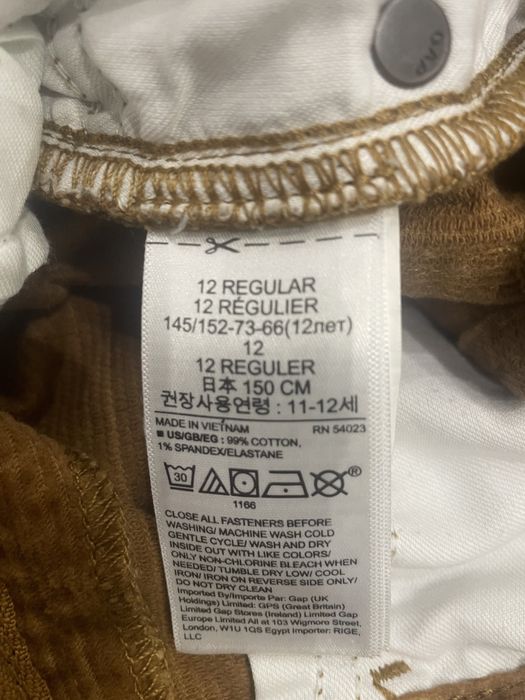 GAP
12 REGULAR
12 RÉGULIER
145/152-73-66(12лет)
12
12 REGULER
日本 150 CM
권장사용연령 : 11-12세
MADE IN VIETNAM RN 54023
■ US/GB/EG : 99% COTTON,
1% SPANDEX/ELASTANE
30 ®
1166
CLOSE ALL FASTENERS BEFORE
WASHING/ MACHINE WASH COLD
GENTLE CYCLE/ WASH AND DRY
INSIDE OUT WITH LIKE COLORS/
ONLY NON-CHLORINE BLEACH WHEN
NEEDED/ TUMBLE DRY LOW/ COOL
IRON/ IRON ON REVERSE SIDE ONLY/
DO NOT DRY CLEAN
Imported By/Importe Par: Gap (UK
Holdings) Limited: GPS (Great Britain)
Limited Gap Stores (Ireland) Limited Gap
Europe Limited All at 103 Wigmore Street,
London, W1U 1QS Egypt Importer: RIGE,
LLC